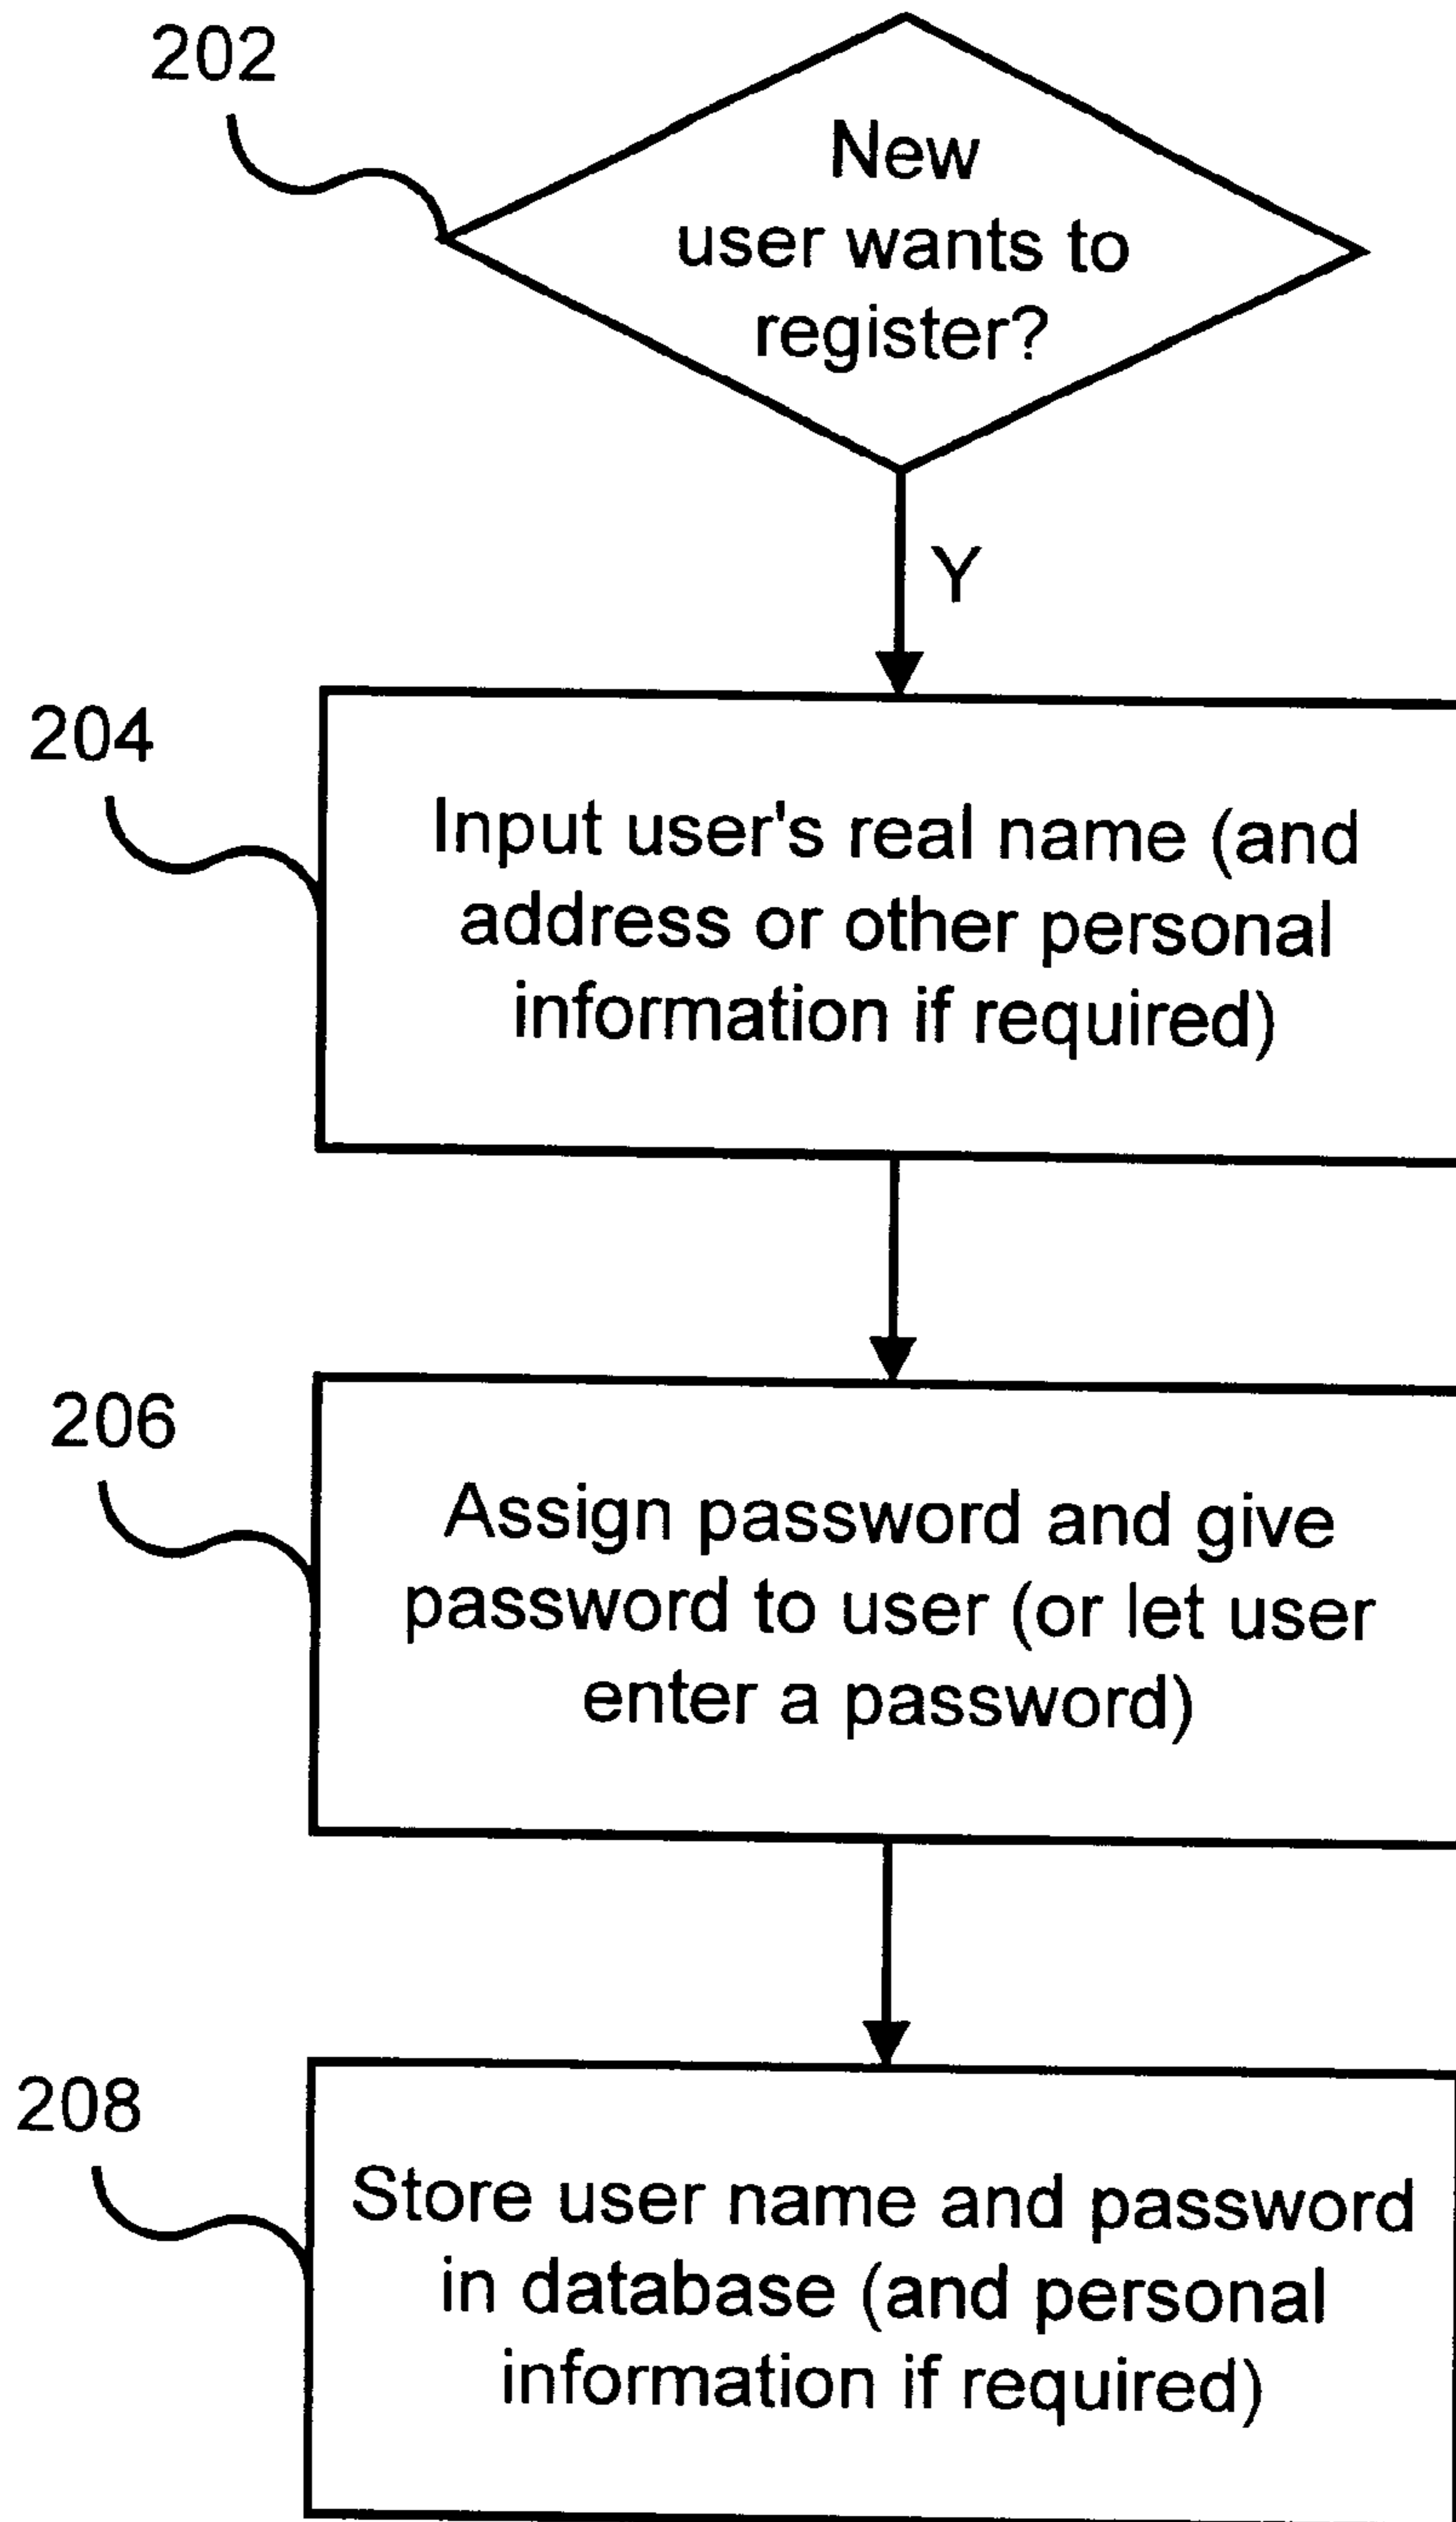 202
New
user wants to
register?
Y
204
Input user's real name (and
address or other personal
information if required)
206
Assign password and give
password to user (or let user
enter a password)
208
Store user name and password
in database (and personal
information if required)